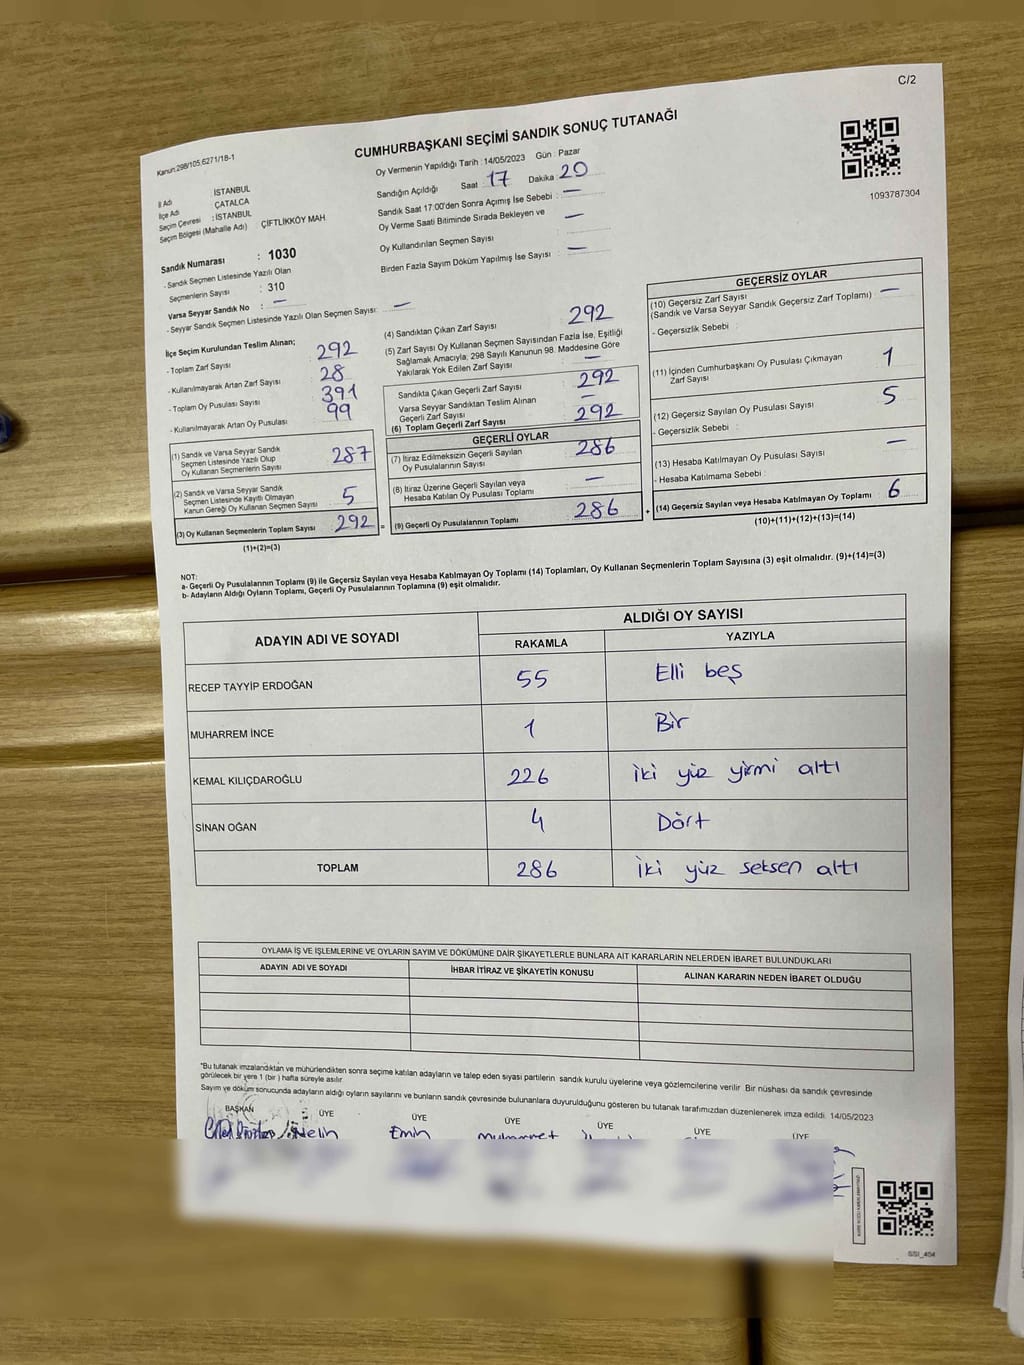 C/2
Kanun:298/105,6271/18-1
CUMHURBAŞKANI SEÇİMİ SANDIK SONUÇ TUTANAĞI
1093787304
İl Adı : İSTANBUL
İlçe Adı : ÇATALCA
Seçim Çevresi : İSTANBUL
Seçim Bölgesi (Mahalle Adı) : ÇİFTLİKKÖY MAH.
Oy Vermenin Yapıldığı Tarih : 14/05/2023 Gün : Pazar
Sandığın Açıldığı Saat : 17 Dakika : 20
Sandık Saat 17:00'den Sonra Açımış İse Sebebi : —
Oy Verme Saati Bitiminde Sırada Bekleyen ve —
Oy Kullandırılan Seçmen Sayısı
Birden Fazla Sayım Döküm Yapılmış İse Sayısı : —
Sandık Numarası : 1030
- Sandık Seçmen Listesinde Yazılı Olan
Seçmenlerin Sayısı : 310
Varsa Seyyar Sandık No : —
- Seyyar Sandık Seçmen Listesinde Yazılı Olan Seçmen Sayısı: —
İlçe Seçim Kurulundan Teslim Alınan;
- Toplam Zarf Sayısı 292
- Kullanılmayarak Artan Zarf Sayısı 28
- Toplam Oy Pusulası Sayısı 391
- Kullanılmayarak Artan Oy Pusulası 99
(1) Sandık ve Varsa Seyyar Sandık
Seçmen Listesinde Yazılı Olup
Oy Kullanan Seçmenlerin Sayısı 287
(2) Sandık ve Varsa Seyyar Sandık
Seçmen Listesinde Kayıtlı Olmayan
Kanun Gereği Oy Kullanan Seçmen Sayısı 5
(3) Oy Kullanan Seçmenlerin Toplam Sayısı 292 =
(1)+(2)=(3)
(4) Sandıktan Çıkan Zarf Sayısı 292
(5) Zarf Sayısı Oy Kullanan Seçmen Sayısından Fazla İse, Eşitliği
Sağlamak Amacıyla; 298 Sayılı Kanunun 98. Maddesine Göre
Yakılarak Yok Edilen Zarf Sayısı —
Sandıkta Çıkan Geçerli Zarf Sayısı 292
Varsa Seyyar Sandıktan Teslim Alınan
Geçerli Zarf Sayısı —
(6) Toplam Geçerli Zarf Sayısı 292
GEÇERLİ OYLAR
(7) İtiraz Edilmeksizin Geçerli Sayılan
Oy Pusulalarının Sayısı 286
(8) İtiraz Üzerine Geçerli Sayılan veya
Hesaba Katılan Oy Pusulası Toplamı —
(9) Geçerli Oy Pusulalarının Toplamı 286 +
GEÇERSİZ OYLAR
(10) Geçersiz Zarf Sayısı
(Sandık ve Varsa Seyyar Sandık Geçersiz Zarf Toplamı) —
- Geçersizlik Sebebi :
(11) İçinden Cumhurbaşkanı Oy Pusulası Çıkmayan
Zarf Sayısı 1
(12) Geçersiz Sayılan Oy Pusulası Sayısı 5
- Geçersizlik Sebebi :
(13) Hesaba Katılmayan Oy Pusulası Sayısı —
- Hesaba Katılmama Sebebi :
(14) Geçersiz Sayılan veya Hesaba Katılmayan Oy Toplamı 6
(10)+(11)+(12)+(13)=(14)
NOT:
a- Geçerli Oy Pusulalarının Toplamı (9) ile Geçersiz Sayılan veya Hesaba Katılmayan Oy Toplamı (14) Toplamları, Oy Kullanan Seçmenlerin Toplam Sayısına (3) eşit olmalıdır. (9)+(14)=(3)
b- Adayların Aldığı Oyların Toplamı, Geçerli Oy Pusulalarının Toplamına (9) eşit olmalıdır.
ADAYIN ADI VE SOYADI
ALDIĞI OY SAYISI
RAKAMLA YAZIYLA
RECEP TAYYİP ERDOĞAN 55 Elli beş
MUHARREM İNCE 1 Bir
KEMAL KILIÇDAROĞLU 226 iki yüz yirmi altı
SİNAN OĞAN 4 Dört
TOPLAM 286 iki yüz seksen altı
OYLAMA İŞ VE İŞLEMLERİNE VE OYLARIN SAYIM VE DÖKÜMÜNE DAİR ŞİKAYETLERLE BUNLARA AİT KARARLARIN NELERDEN İBARET BULUNDUKLARI
ADAYIN ADI VE SOYADI İHBAR İTİRAZ VE ŞİKAYETİN KONUSU ALINAN KARARIN NEDEN İBARET OLDUĞU
*Bu tutanak imzalandıktan ve mühürlendikten sonra seçime katılan adayların ve talep eden siyasi partilerin sandık kurulu üyelerine veya gözlemcilerine verilir. Bir nüshası da sandık çevresinde
görülecek bir yere 1 (bir ) hafta süreyle asılır.
Sayım ve döküm sonucunda adayların aldığı oyların sayılarını ve bunların sandık çevresinde bulunanlara duyurulduğunu gösteren bu tutanak tarafımızdan düzenlenerek imza edildi. 14/05/2023
BAŞKAN ÜYE ÜYE ÜYE ÜYE ÜYE ÜYE
Emin
SSI_404